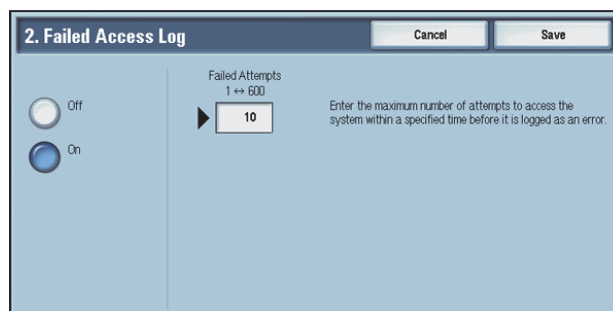 2. Failed Access Log
Cancel
Save
Off
On
Failed Attempts
1 ↔ 600
10
Enter the maximum number of attempts to access the
system within a specified time before it is logged as an error.